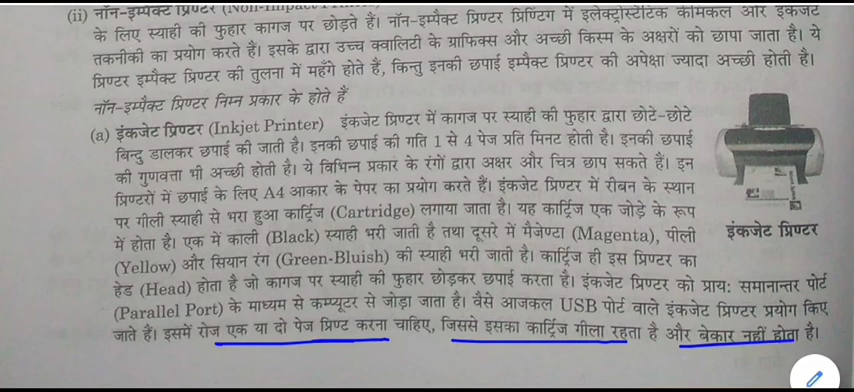 (ii) नॉन-इम्पैक्ट प्रिण्टर (Non-Impact Printer)
के लिए स्याही की फुहार कागज पर छोड़ते हैं। नॉन-इम्पैक्ट प्रिण्टर प्रिण्टिंग में इलेक्ट्रोस्टैटिक केमिकल और इंकजेट
तकनीकी का प्रयोग करते हैं। इसके द्वारा उच्च क्वालिटी के ग्राफिक्स और अच्छी किस्म के अक्षरों को छापा जाता है। ये
प्रिण्टर इम्पैक्ट प्रिण्टर की तुलना में महँगे होते हैं, किन्तु इनकी छपाई इम्पैक्ट प्रिण्टर की अपेक्षा ज्यादा अच्छी होती है।
नॉन-इम्पैक्ट प्रिण्टर निम्न प्रकार के होते हैं
(a) इंकजेट प्रिण्टर (Inkjet Printer) इंकजेट प्रिण्टर में कागज पर स्याही की फुहार द्वारा छोटे-छोटे
बिन्दु डालकर छपाई की जाती है। इनकी छपाई की गति 1 से 4 पेज प्रति मिनट होती है। इनकी छपाई
की गुणवत्ता भी अच्छी होती है। ये विभिन्न प्रकार के रंगों द्वारा अक्षर और चित्र छाप सकते हैं। इन
प्रिण्टरों में छपाई के लिए A4 आकार के पेपर का प्रयोग करते हैं। इंकजेट प्रिण्टर में रीबन के स्थान
पर गीली स्याही से भरा हुआ कार्ट्रिज (Cartridge) लगाया जाता है। यह कार्ट्रिज एक जोड़े के रूप
में होता है। एक में काली (Black) स्याही भरी जाती है तथा दूसरे में मैजेण्टा (Magenta), पीली
(Yellow) और सियान रंग (Green-Bluish) की स्याही भरी जाती है। कार्ट्रिज ही इस प्रिण्टर का
हेड (Head) होता है जो कागज पर स्याही की फुहार छोड़कर छपाई करता है। इंकजेट प्रिण्टर को प्राय: समानान्तर पोर्ट
(Parallel Port) के माध्यम से कम्प्यूटर से जोड़ा जाता है। वैसे आजकल USB पोर्ट वाले इंकजेट प्रिण्टर प्रयोग किए
जाते हैं। इसमें रोज एक या दो पेज प्रिण्ट करना चाहिए, जिससे इसका कार्ट्रिज गीला रहता है और बेकार नहीं होता है।
इंकजेट प्रिण्टर